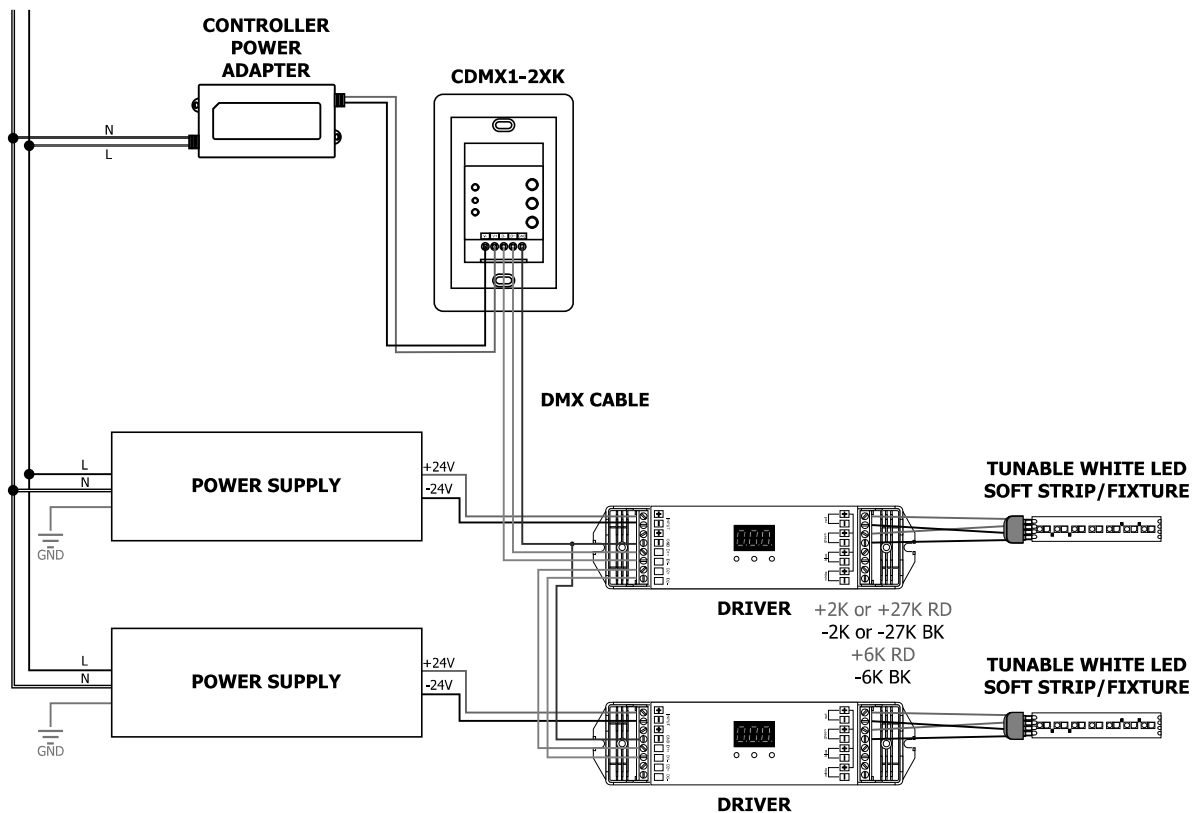 CONTROLLER
POWER
ADAPTER
CDMX1-2XK
N
L
DMX CABLE
L
N
POWER SUPPLY
+24V
-24V
GND
TUNABLE WHITE LED
SOFT STRIP/FIXTURE
DRIVER
+2K or +27K RD
-2K or -27K BK
+6K RD
-6K BK
L
N
POWER SUPPLY
+24V
-24V
GND
TUNABLE WHITE LED
SOFT STRIP/FIXTURE
DRIVER